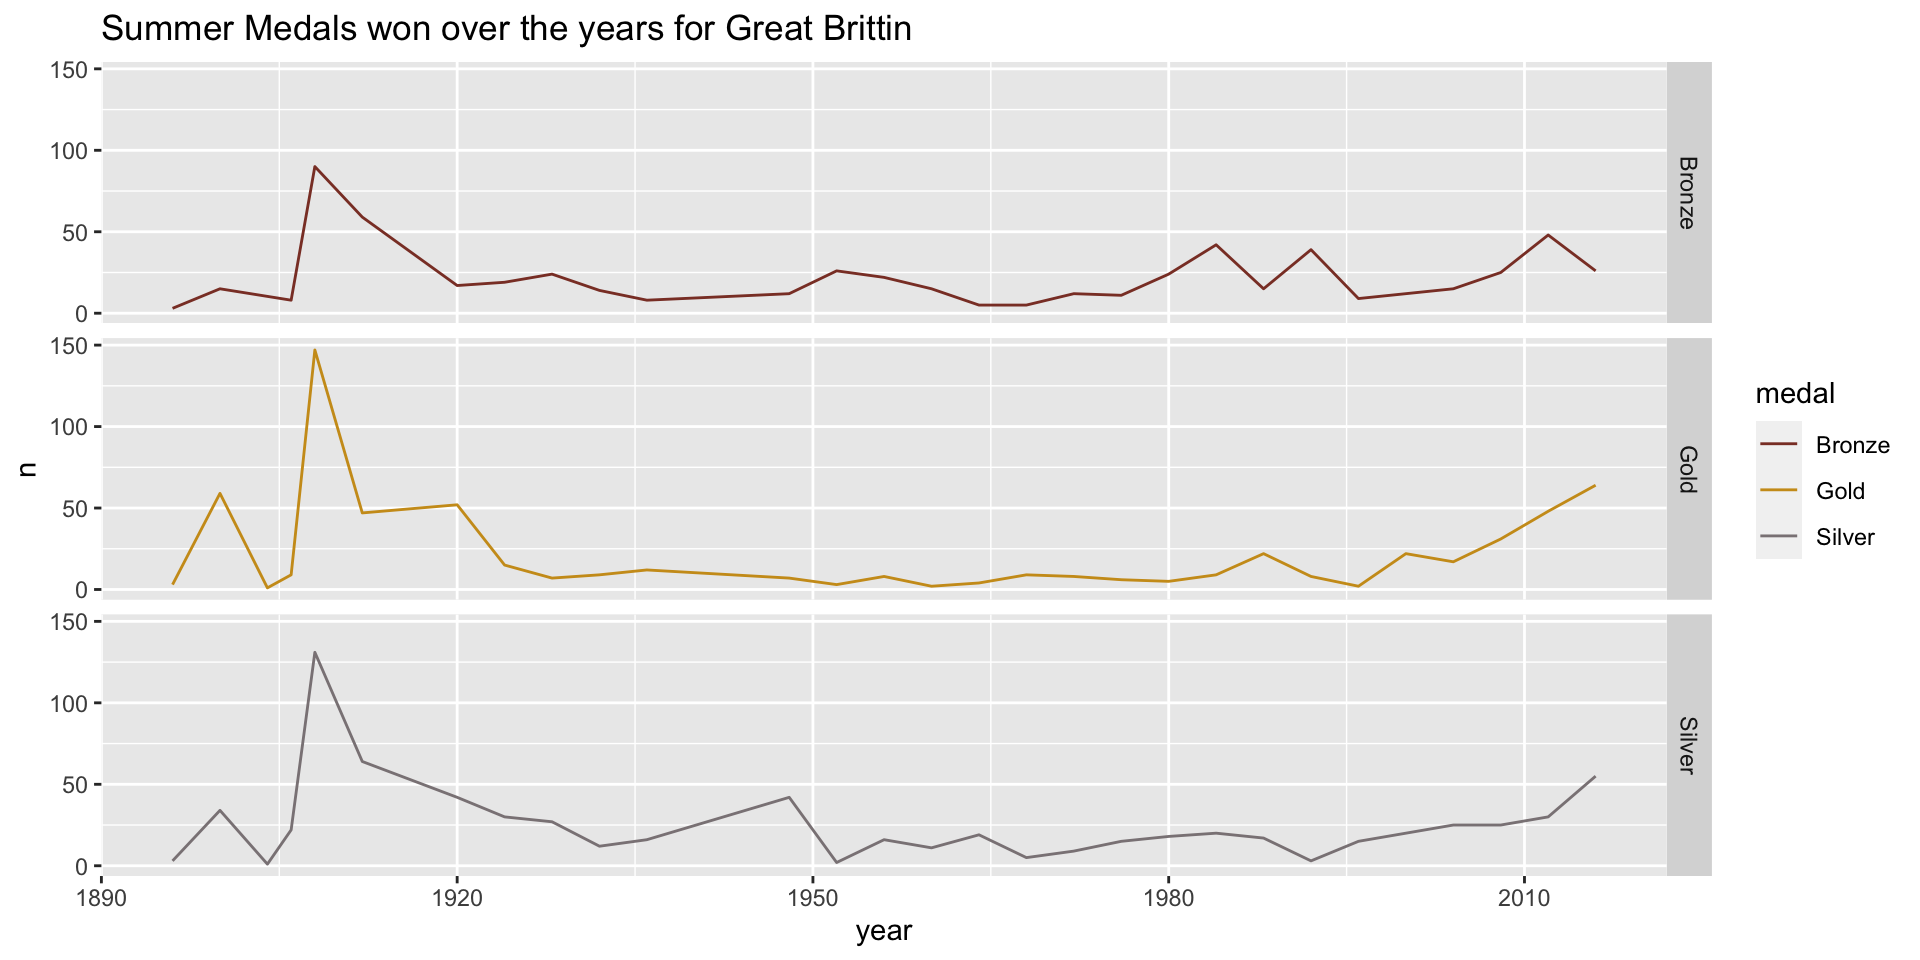 Summer Medals won over the years for Great Brittin
150
100
50
0
Bronze
150
100
50
0
Gold
150
100
50
0
Silver
n
1890 1920 1950 1980 2010
year
medal
Bronze
Gold
Silver